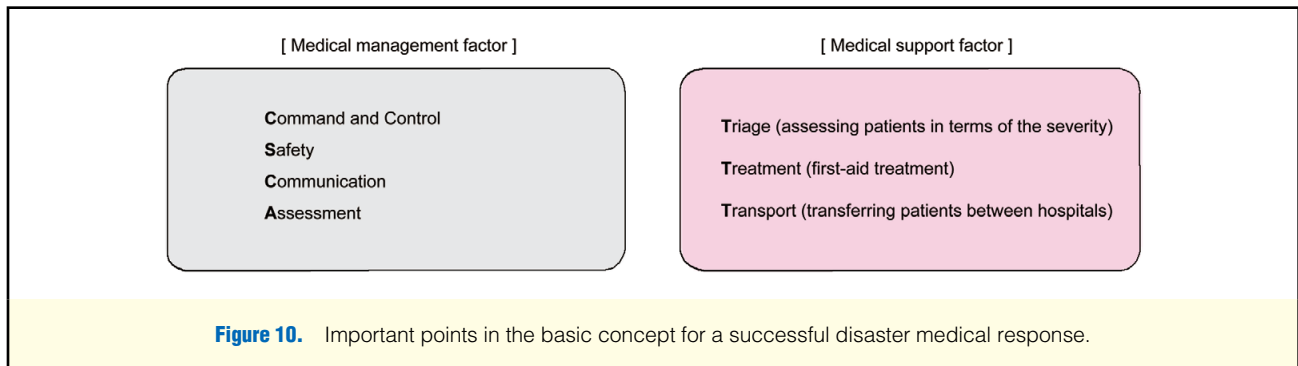 [ Medical management factor ]
Command and Control
Safety
Communication
Assessment
[ Medical support factor ]
Triage (assessing patients in terms of the severity)
Treatment (first-aid treatment)
Transport (transferring patients between hospitals)
Figure 10. Important points in the basic concept for a successful disaster medical response.